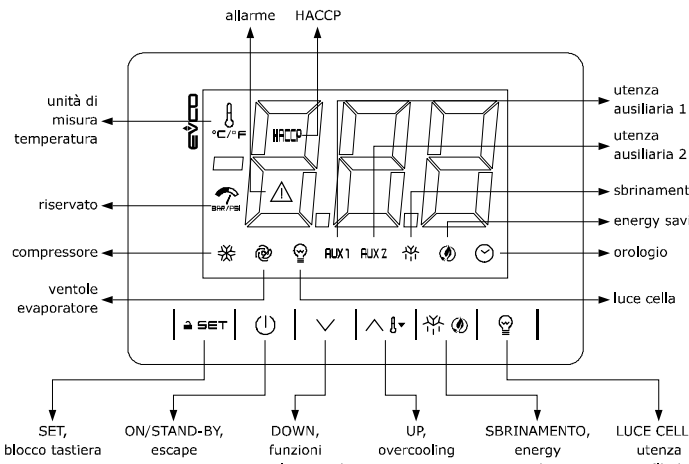 allarme HACCP
unità di
misura
temperatura
utenza
ausiliaria 1
EVCO
°C/°F
HACCP
utenza
ausiliaria 2
riservato
BAR/PSI
sbrinament
energy savi
compressore
AUX 1 AUX 2
orologio
ventole
evaporatore
luce cella
SET
SET,
blocco tastiera
ON/STAND-BY,
escape
DOWN,
funzioni
UP,
overcooling
SBRINAMENTO,
energy
LUCE CELL
utenza